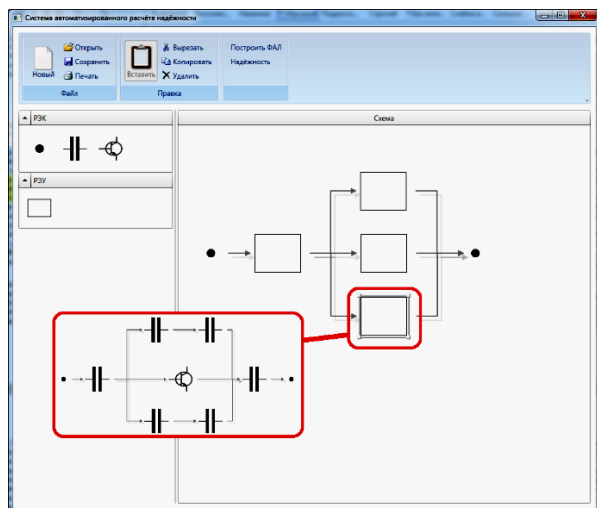 Система автоматизированного расчёта надёжности
Новый
Открыть
Сохранить
Печать
Файл
Вставить
Вырезать
Копировать
Удалить
Правка
Построить ФАЛ
Надёжность
РЭК
РЭУ
Схема